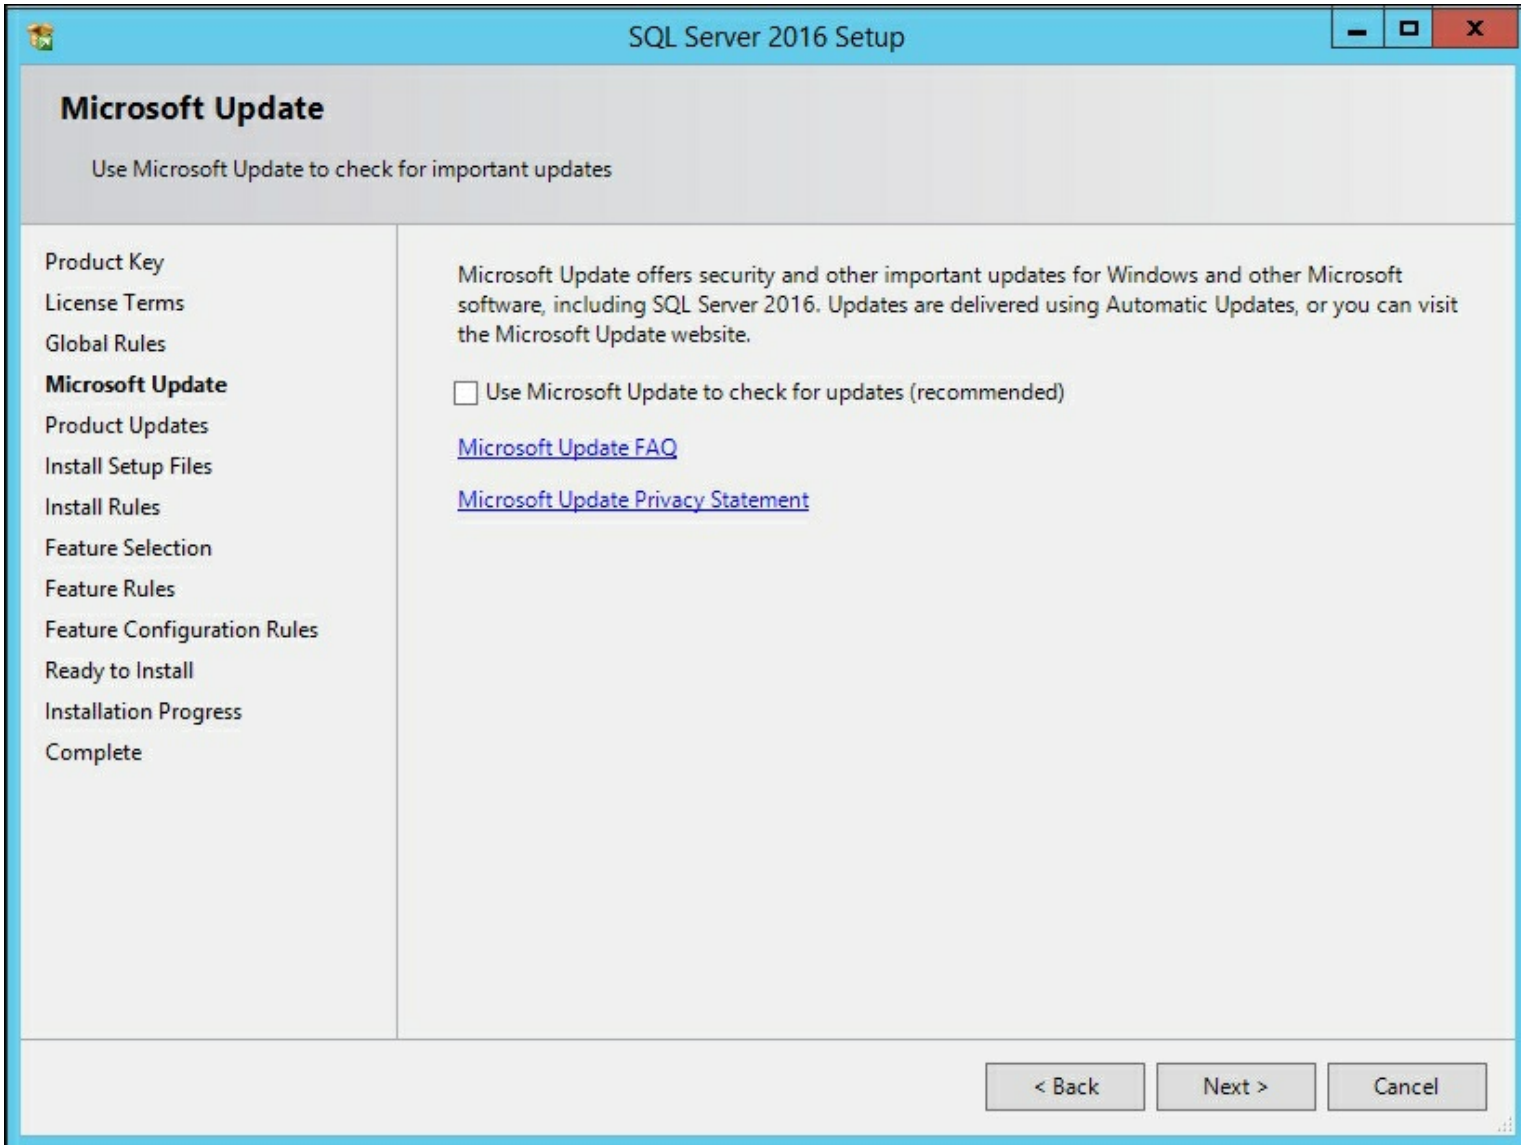 SQL Server 2016 Setup
Microsoft Update
Use Microsoft Update to check for important updates
Product Key
License Terms
Global Rules
Microsoft Update
Product Updates
Install Setup Files
Install Rules
Feature Selection
Feature Rules
Feature Configuration Rules
Ready to Install
Installation Progress
Complete
Microsoft Update offers security and other important updates for Windows and other Microsoft
software, including SQL Server 2016. Updates are delivered using Automatic Updates, or you can visit
the Microsoft Update website.
Use Microsoft Update to check for updates (recommended)
Microsoft Update FAQ
Microsoft Update Privacy Statement
< Back
Next >
Cancel